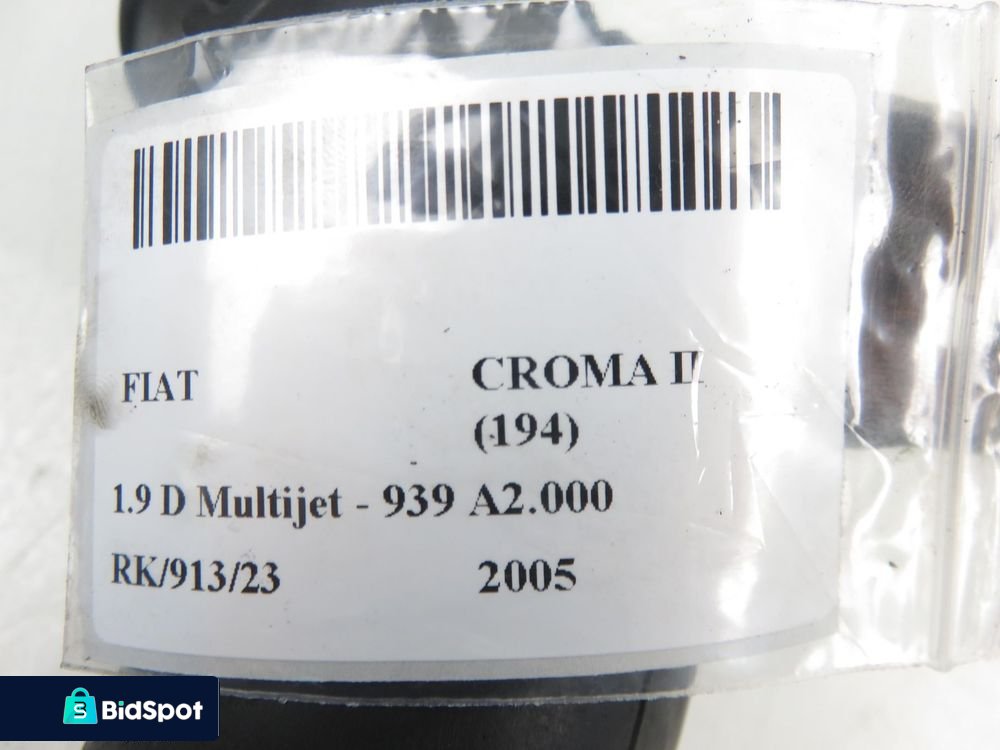 FIAT CROMA II
(194)
1.9 D Multijet - 939 A2.000
RK/913/23 2005
BidSpot